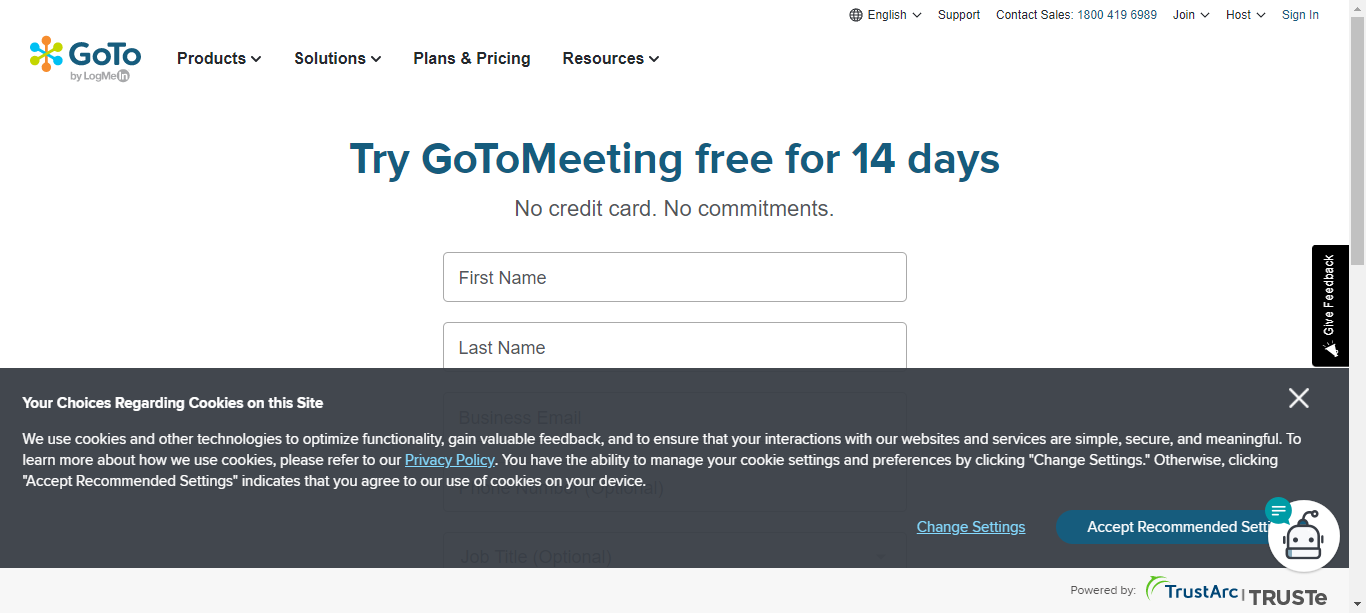 English Support Contact Sales: 1800 419 6989 Join Host Sign In
GoTo
by LogMeIn
Products Solutions Plans & Pricing Resources
Try GoToMeeting free for 14 days
No credit card. No commitments.
First Name
Give Feedback
Last Name
Your Choices Regarding Cookies on this Site
Business Email
We use cookies and other technologies to optimize functionality, gain valuable feedback, and to ensure that your interactions with our websites and services are simple, secure, and meaningful. To
learn more about how we use cookies, please refer to our Privacy Policy. You have the ability to manage your cookie settings and preferences by clicking "Change Settings." Otherwise, clicking
"Accept Recommended Settings" indicates that you agree to our use of cookies on your device.
Phone Number (Optional)
Change Settings Accept Recommended Setti
Job Title (Optional)
Powered by: TrustArc | TRUSTe